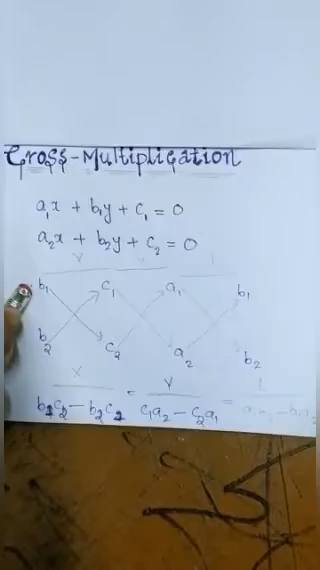 Cross-Multiplication
a₁x + b₁y + c₁ = 0
a₂x + b₂y + c₂ = 0
b₁ c₁ a₁ b₁
b₂ c₂ a₂ b₂
x = y = 1
b₁c₂ - b₂c₁ c₁a₂ - c₂a₁